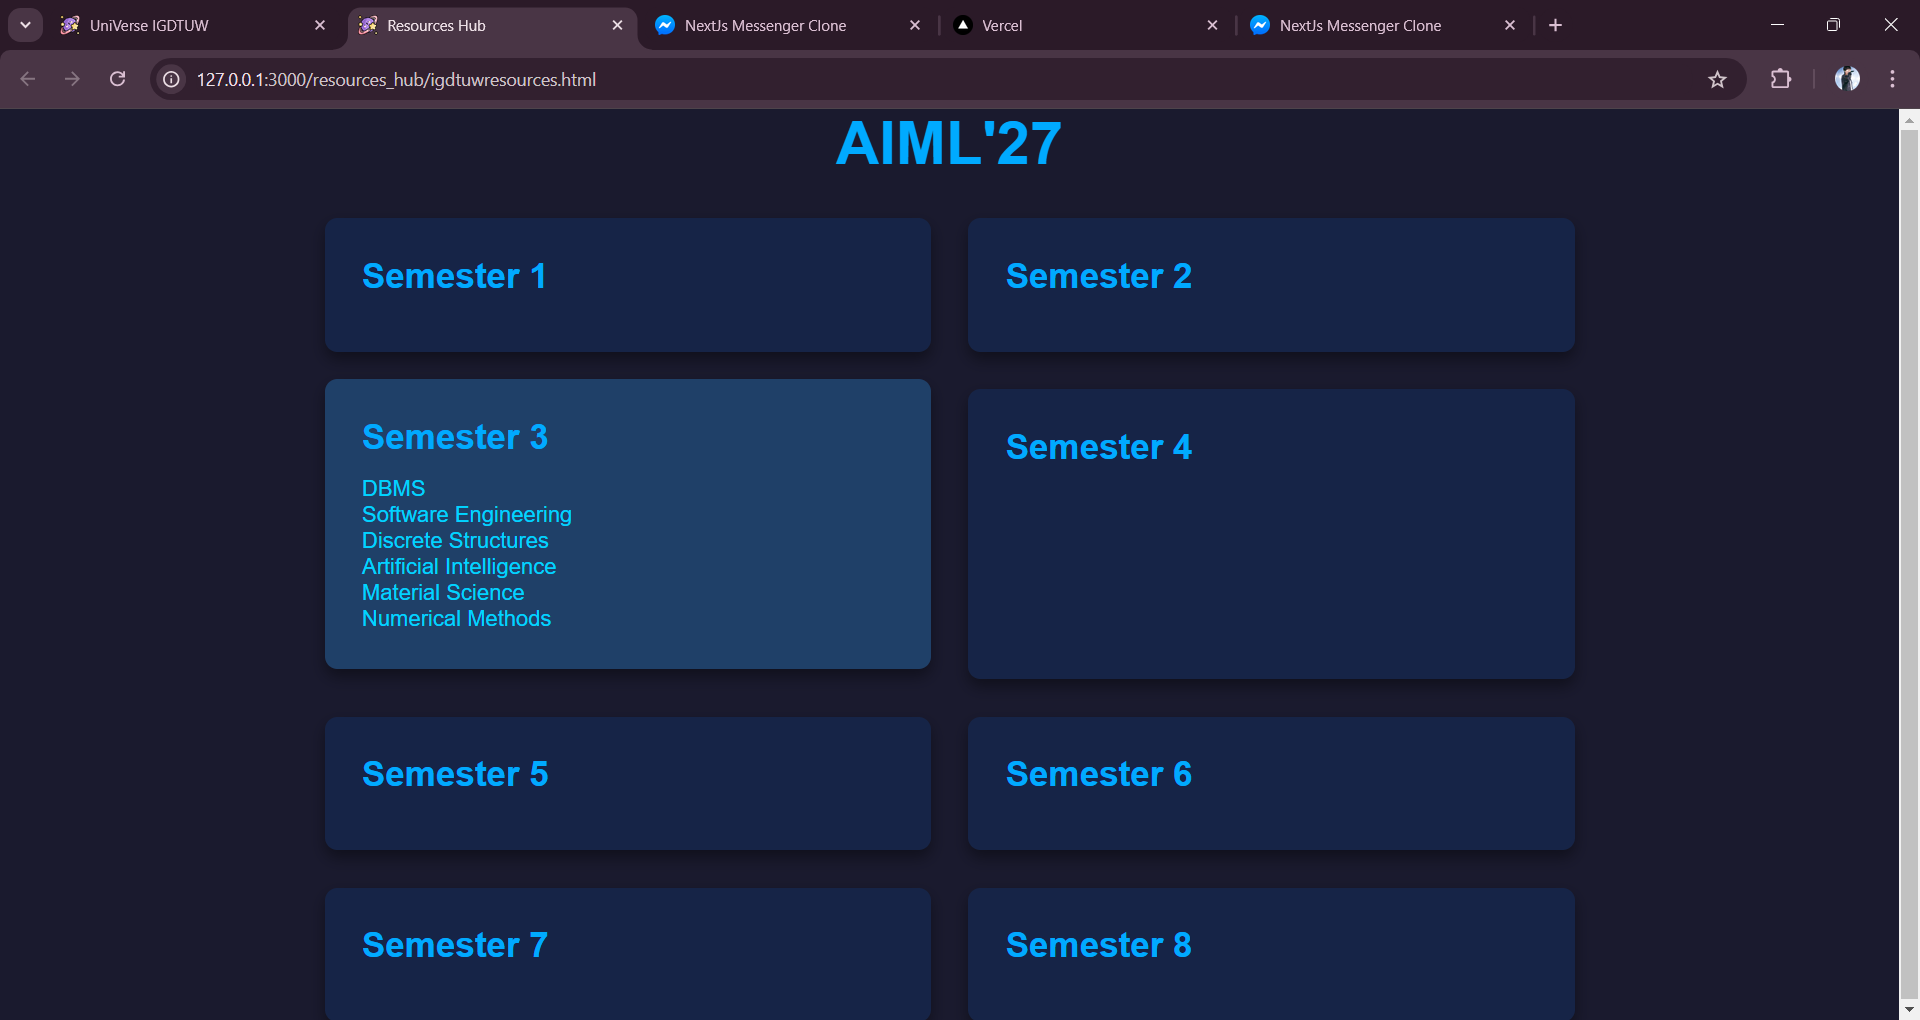 UniVerse IGDTUW
Resources Hub
NextJs Messenger Clone
Vercel
NextJs Messenger Clone
127.0.0.1:3000/resources_hub/igdtuwresources.html
AIML'27
Semester 1
Semester 2
Semester 3
DBMS
Software Engineering
Discrete Structures
Artificial Intelligence
Material Science
Numerical Methods
Semester 4
Semester 5
Semester 6
Semester 7
Semester 8